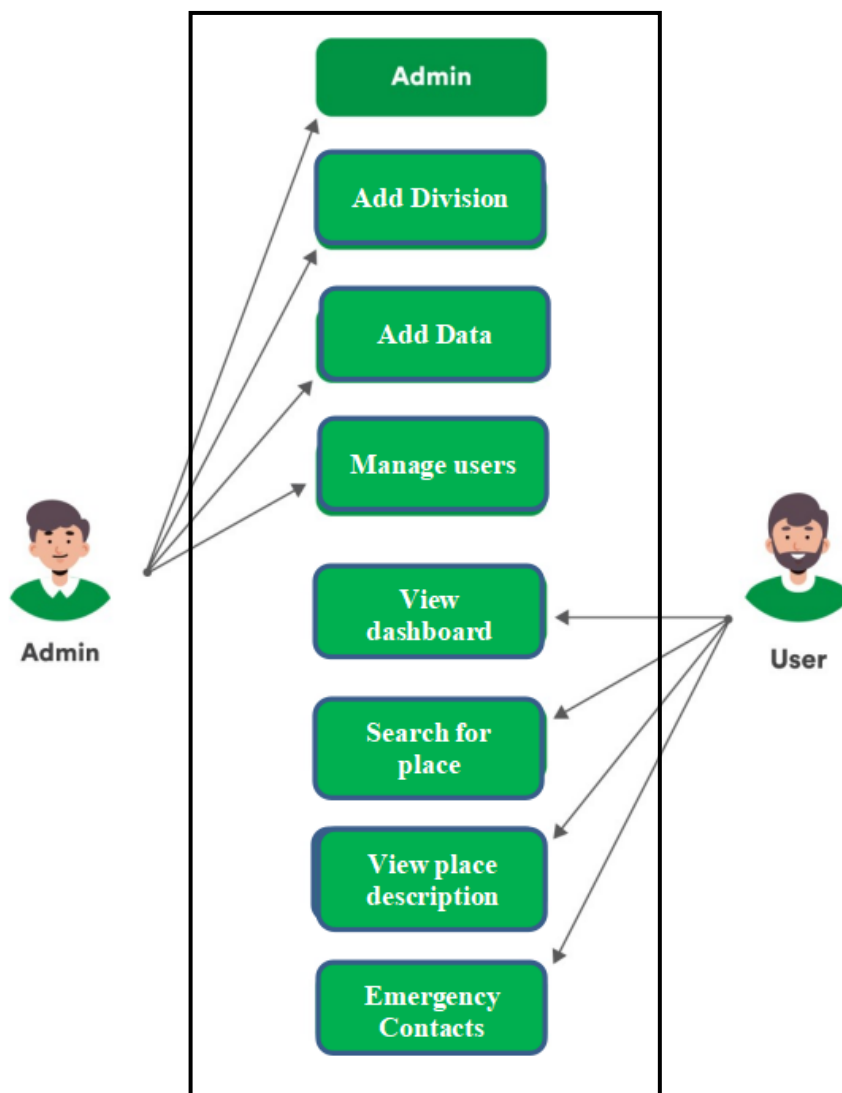 Admin
Add Division
Add Data
Manage users
Admin
View
dashboard
User
Search for
place
View place
description
Emergency
Contacts